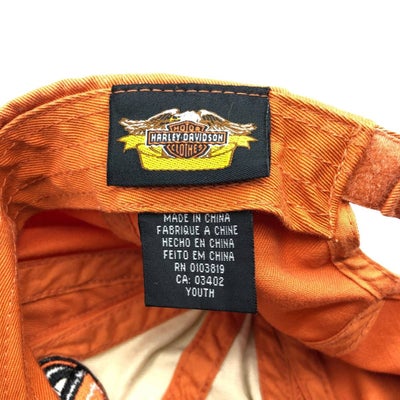 MOTOR
HARLEY-DAVIDSON
CLOTHES
MADE IN CHINA
FABRIQUE A CHINE
HECHO EN CHINA
FEITO EM CHINA
RN 0103819
CA: 03402
YOUTH